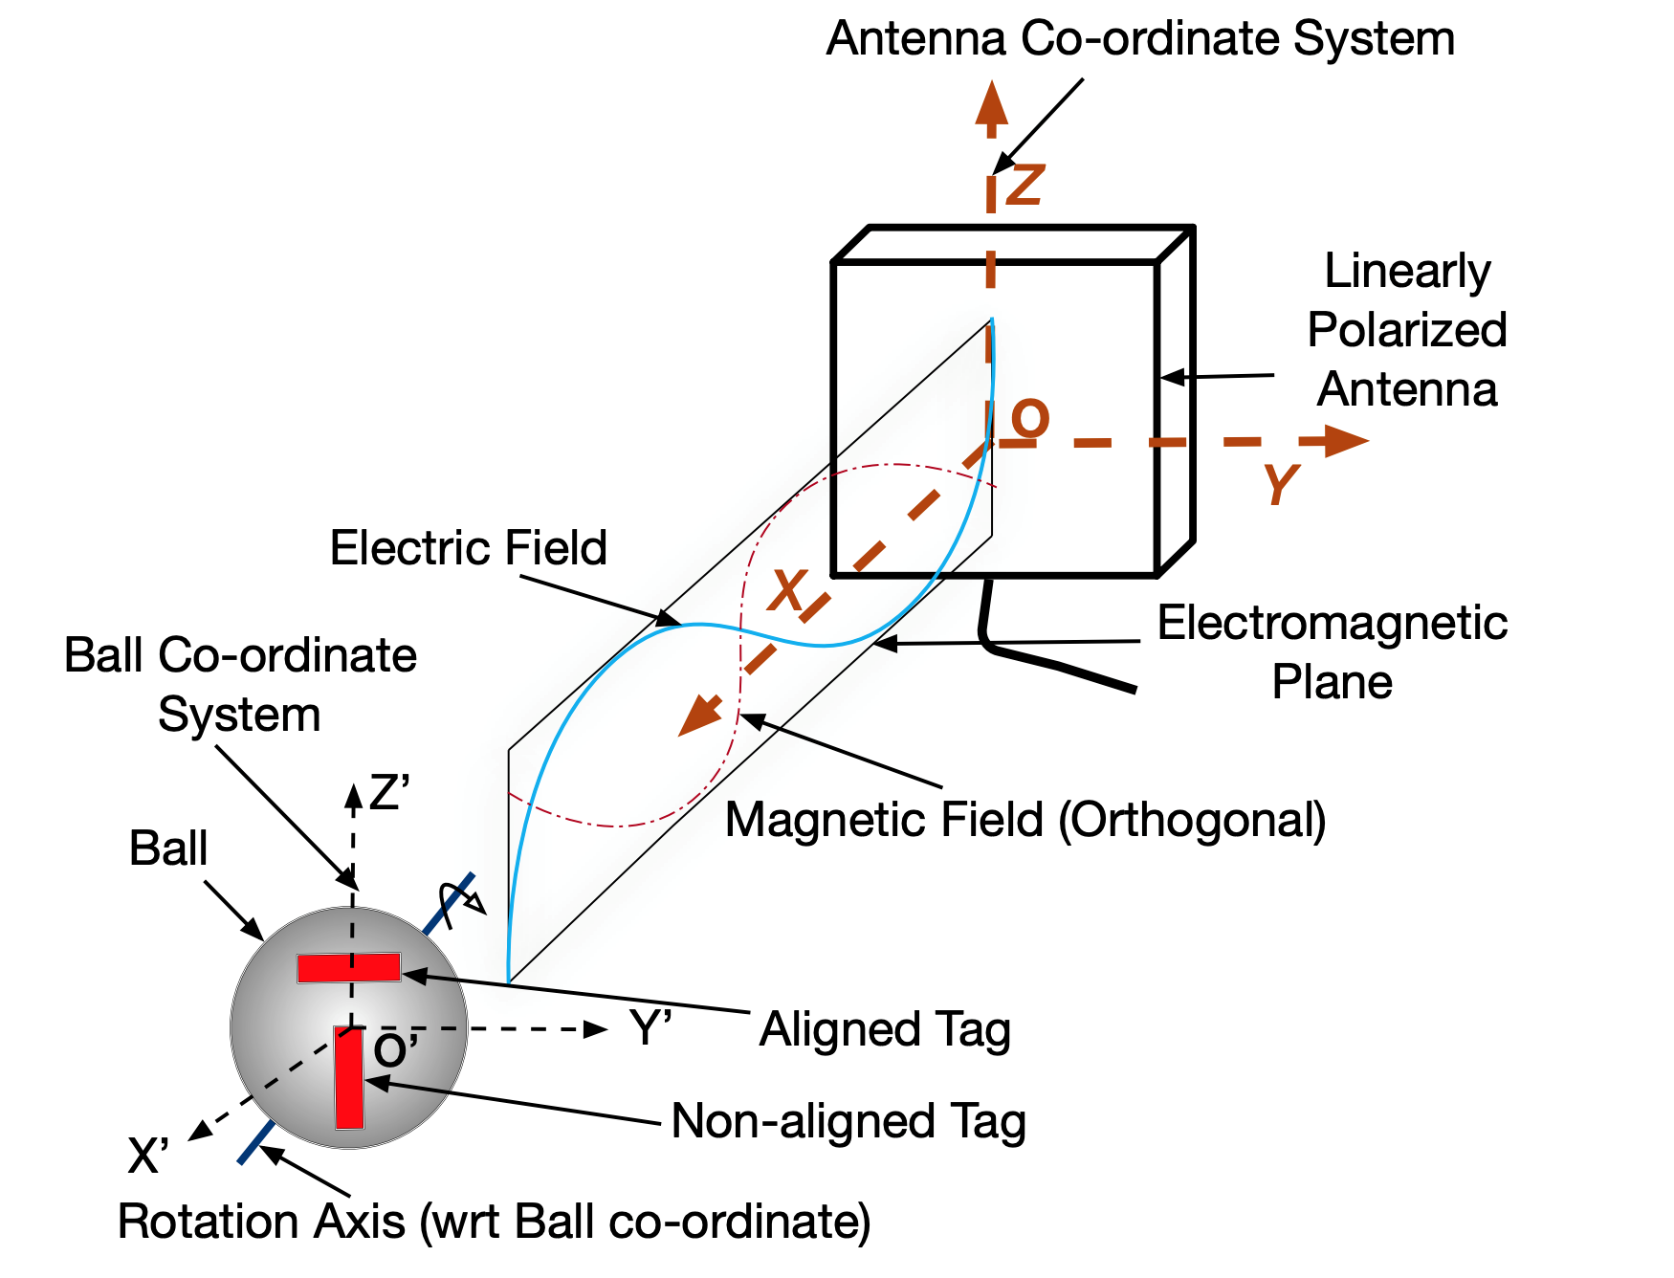 Antenna Co-ordinate System
Z
Linearly
Polarized
Antenna
O
Y
Electric Field
X
Electromagnetic
Plane
Ball Co-ordinate
System
Z'
Magnetic Field (Orthogonal)
Ball
Y'
Aligned Tag
O'
Non-aligned Tag
X'
Rotation Axis (wrt Ball co-ordinate)